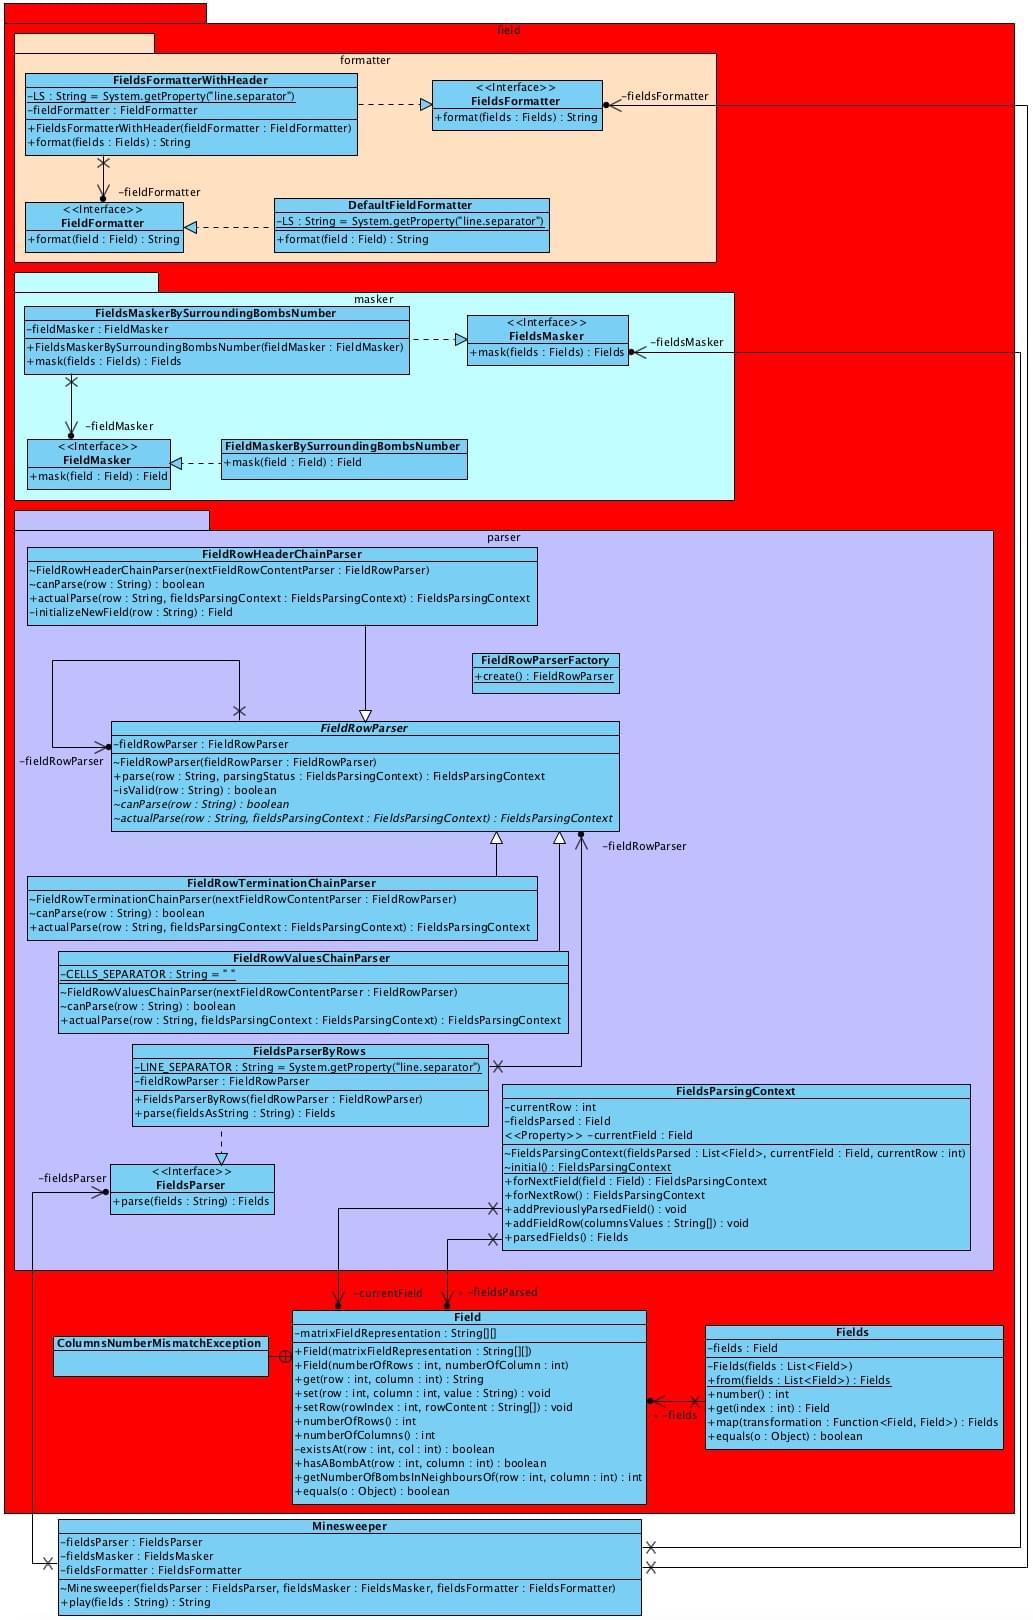 field
formatter
FieldsFormatterWithHeader
-LS : String = System.getProperty("line.separator")
-fieldFormatter : FieldFormatter
+FieldsFormatterWithHeader(fieldFormatter : FieldFormatter)
+format(fields : Fields) : String
<<Interface>>
FieldsFormatter
+format(fields : Fields) : String
-fieldsFormatter
-fieldFormatter
<<Interface>>
FieldFormatter
+format(field : Field) : String
DefaultFieldFormatter
-LS : String = System.getProperty("line.separator")
+format(field : Field) : String
masker
FieldsMaskerBySurroundingBombsNumber
-fieldMasker : FieldMasker
+FieldsMaskerBySurroundingBombsNumber(fieldMasker : FieldMasker)
+mask(fields : Fields) : Fields
<<Interface>>
FieldsMasker
+mask(fields : Fields) : Fields
-fieldsMasker
-fieldMasker
<<Interface>>
FieldMasker
+mask(field : Field) : Field
FieldMaskerBySurroundingBombsNumber
+mask(field : Field) : Field
parser
FieldRowHeaderChainParser
~FieldRowHeaderChainParser(nextFieldRowContentParser : FieldRowParser)
~canParse(row : String) : boolean
+actualParse(row : String, fieldsParsingContext : FieldsParsingContext) : FieldsParsingContext
-initializeNewField(row : String) : Field
FieldRowParserFactory
+create() : FieldRowParser
FieldRowParser
-fieldRowParser : FieldRowParser
~FieldRowParser(fieldRowParser : FieldRowParser)
+parse(row : String, parsingStatus : FieldsParsingContext) : FieldsParsingContext
-isValid(row : String) : boolean
~canParse(row : String) : boolean
~actualParse(row : String, fieldsParsingContext : FieldsParsingContext) : FieldsParsingContext
-fieldRowParser
-fieldRowParser
FieldRowTerminationChainParser
~FieldRowTerminationChainParser(nextFieldRowContentParser : FieldRowParser)
~canParse(row : String) : boolean
+actualParse(row : String, fieldsParsingContext : FieldsParsingContext) : FieldsParsingContext
FieldRowValuesChainParser
-CELLS_SEPARATOR : String = " "
~FieldRowValuesChainParser(nextFieldRowContentParser : FieldRowParser)
~canParse(row : String) : boolean
+actualParse(row : String, fieldsParsingContext : FieldsParsingContext) : FieldsParsingContext
FieldsParserByRows
-LINE_SEPARATOR : String = System.getProperty("line.separator")
-fieldRowParser : FieldRowParser
+FieldsParserByRows(fieldRowParser : FieldRowParser)
+parse(fieldsAsString : String) : Fields
FieldsParsingContext
-currentRow : int
-fieldsParsed : Field
<<Property>> -currentField : Field
~FieldsParsingContext(fieldsParsed : List<Field>, currentField : Field, currentRow : int)
~initial() : FieldsParsingContext
+forNextField(field : Field) : FieldsParsingContext
+forNextRow() : FieldsParsingContext
+addPreviouslyParsedField() : void
+addFieldRow(columnsValues : String[]) : void
+parsedFields() : Fields
-fieldsParser
<<Interface>>
FieldsParser
+parse(fields : String) : Fields
-currentField
* -fieldsParsed
ColumnsNumberMismatchException
Field
-matrixFieldRepresentation : String[][]
+Field(matrixFieldRepresentation : String[][])
+Field(numberOfRows : int, numberOfColumn : int)
+get(row : int, column : int) : String
+set(row : int, column : int, value : String) : void
+setRow(rowIndex : int, rowContent : String[]) : void
+numberOfRows() : int
+numberOfColumns() : int
-existsAt(row : int, col : int) : boolean
+hasABombAt(row : int, column : int) : boolean
+getNumberOfBombsInNeighboursOf(row : int, column : int) : int
+equals(o : Object) : boolean
* -fields
Fields
-fields : Field
-Fields(fields : List<Field>)
+from(fields : List<Field>) : Fields
+number() : int
+get(index : int) : Field
+map(transformation : Function<Field, Field>) : Fields
+equals(o : Object) : boolean
Minesweeper
-fieldsParser : FieldsParser
-fieldsMasker : FieldsMasker
-fieldsFormatter : FieldsFormatter
~Minesweeper(fieldsParser : FieldsParser, fieldsMasker : FieldsMasker, fieldsFormatter : FieldsFormatter)
+play(fields : String) : String